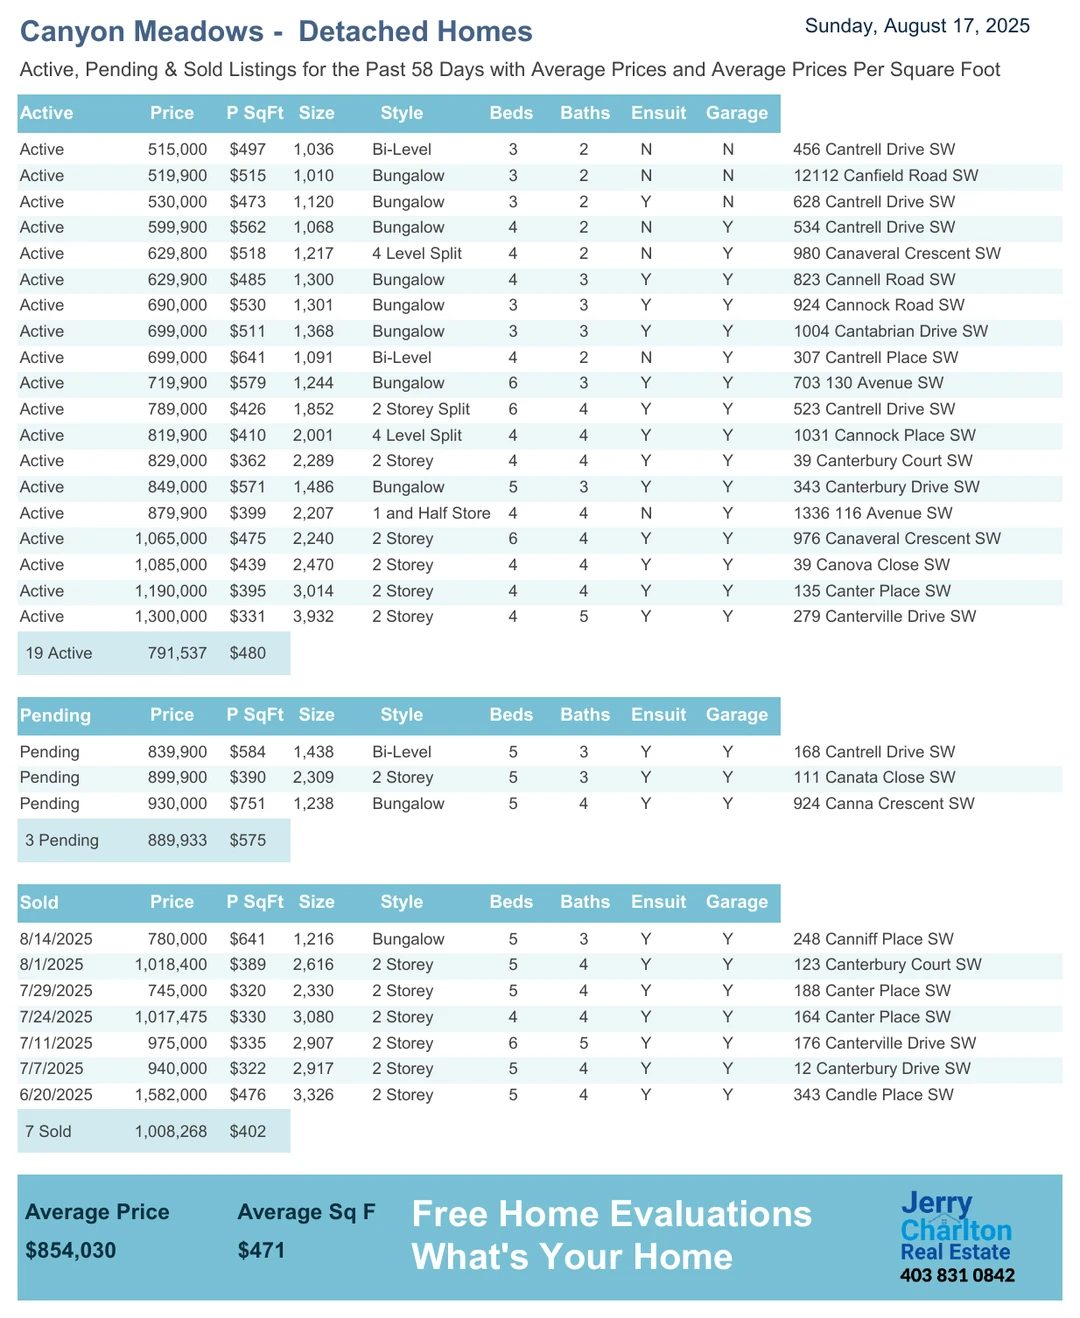 Canyon Meadows -  Detached Homes
Sunday, August 17, 2025
Active, Pending & Sold Listings for the Past 58 Days with Average Prices and Average Prices Per Square Foot
Active Price P SqFt Size Style Beds Baths Ensuit Garage
Active 515,000 $497 1,036 Bi-Level 3 2 N N 456 Cantrell Drive SW
Active 519,900 $515 1,010 Bungalow 3 2 N N 12112 Canfield Road SW
Active 530,000 $473 1,120 Bungalow 3 2 Y N 628 Cantrell Drive SW
Active 599,900 $562 1,068 Bungalow 4 2 N Y 534 Cantrell Drive SW
Active 629,800 $518 1,217 4 Level Split 4 2 N Y 980 Canaveral Crescent SW
Active 629,900 $485 1,300 Bungalow 4 3 Y Y 823 Cannell Road SW
Active 690,000 $530 1,301 Bungalow 3 3 Y Y 924 Cannock Road SW
Active 699,000 $511 1,368 Bungalow 3 3 Y Y 1004 Cantabrian Drive SW
Active 699,000 $641 1,091 Bi-Level 4 2 N Y 307 Cantrell Place SW
Active 719,900 $579 1,244 Bungalow 6 3 Y Y 703 130 Avenue SW
Active 789,000 $426 1,852 2 Storey Split 6 4 Y Y 523 Cantrell Drive SW
Active 819,900 $410 2,001 4 Level Split 4 4 Y Y 1031 Cannock Place SW
Active 829,000 $362 2,289 2 Storey 4 4 Y Y 39 Canterbury Court SW
Active 849,000 $571 1,486 Bungalow 5 3 Y Y 343 Canterbury Drive SW
Active 879,900 $399 2,207 1 and Half Store 4 4 N Y 1336 116 Avenue SW
Active 1,065,000 $475 2,240 2 Storey 6 4 Y Y 976 Canaveral Crescent SW
Active 1,085,000 $439 2,470 2 Storey 4 4 Y Y 39 Canova Close SW
Active 1,190,000 $395 3,014 2 Storey 4 4 Y Y 135 Canter Place SW
Active 1,300,000 $331 3,932 2 Storey 4 5 Y Y 279 Canterville Drive SW
19 Active 791,537 $480
Pending Price P SqFt Size Style Beds Baths Ensuit Garage
Pending 839,900 $584 1,438 Bi-Level 5 3 Y Y 168 Cantrell Drive SW
Pending 899,900 $390 2,309 2 Storey 5 3 Y Y 111 Canata Close SW
Pending 930,000 $751 1,238 Bungalow 5 4 Y Y 924 Canna Crescent SW
3 Pending 889,933 $575
Sold Price P SqFt Size Style Beds Baths Ensuit Garage
8/14/2025 780,000 $641 1,216 Bungalow 5 3 Y Y 248 Canniff Place SW
8/1/2025 1,018,400 $389 2,616 2 Storey 5 4 Y Y 123 Canterbury Court SW
7/29/2025 745,000 $320 2,330 2 Storey 5 4 Y Y 188 Canter Place SW
7/24/2025 1,017,475 $330 3,080 2 Storey 4 4 Y Y 164 Canter Place SW
7/11/2025 975,000 $335 2,907 2 Storey 6 5 Y Y 176 Canterville Drive SW
7/7/2025 940,000 $322 2,917 2 Storey 5 4 Y Y 12 Canterbury Drive SW
6/20/2025 1,582,000 $476 3,326 2 Storey 5 4 Y Y 343 Candle Place SW
7 Sold 1,008,268 $402
Average Price Average Sq F
$854,030 $471
Free Home Evaluations
What's Your Home
Jerry
Charlton
Real Estate
403 831 0842